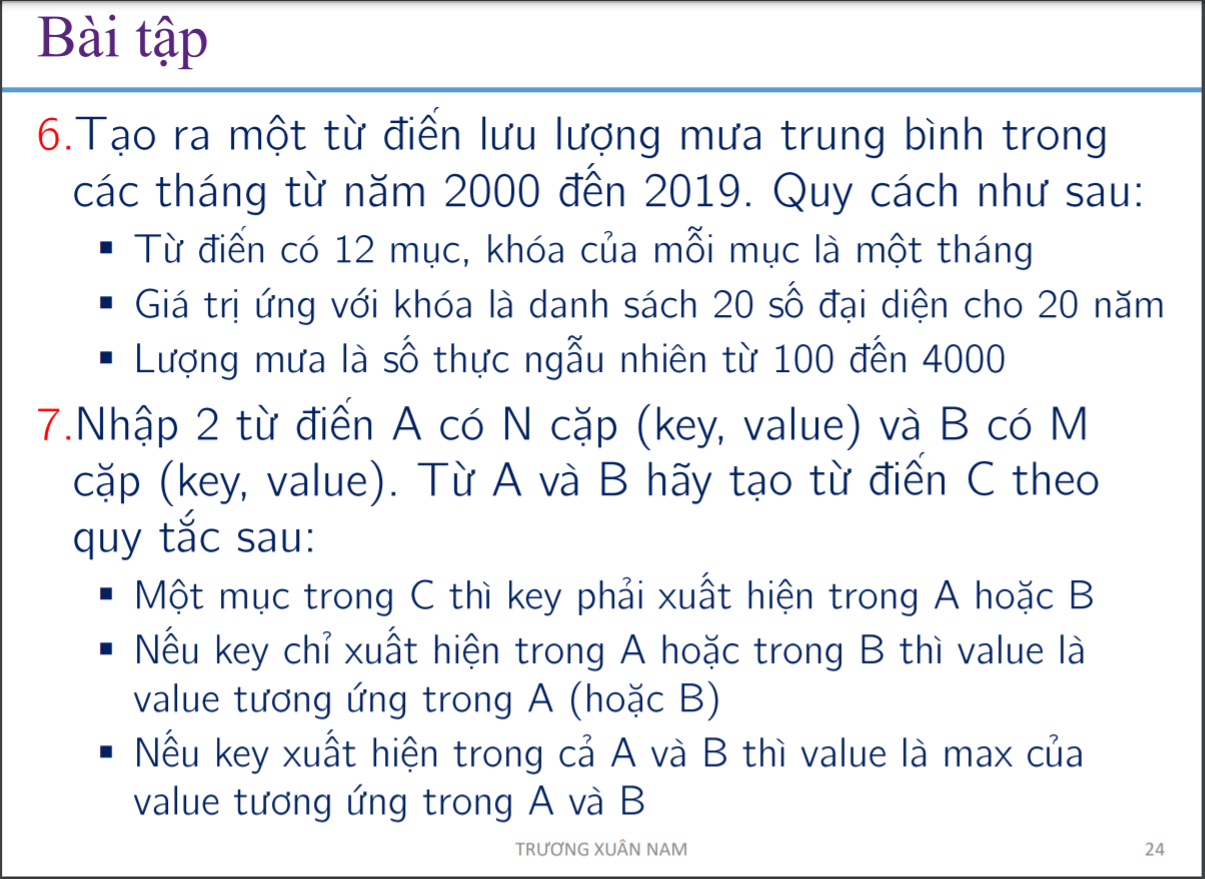 Bài tập
6.Tạo ra một từ điển lưu lượng mưa trung bình trong
các tháng từ năm 2000 đến 2019. Quy cách như sau:
▪ Từ điển có 12 mục, khóa của mỗi mục là một tháng
▪ Giá trị ứng với khóa là danh sách 20 số đại diện cho 20 năm
▪ Lượng mưa là số thực ngẫu nhiên từ 100 đến 4000
7.Nhập 2 từ điển A có N cặp (key, value) và B có M
cặp (key, value). Từ A và B hãy tạo từ điển C theo
quy tắc sau:
▪ Một mục trong C thì key phải xuất hiện trong A hoặc B
▪ Nếu key chỉ xuất hiện trong A hoặc trong B thì value là
value tương ứng trong A (hoặc B)
▪ Nếu key xuất hiện trong cả A và B thì value là max của
value tương ứng trong A và B
TRƯƠNG XUÂN NAM
24